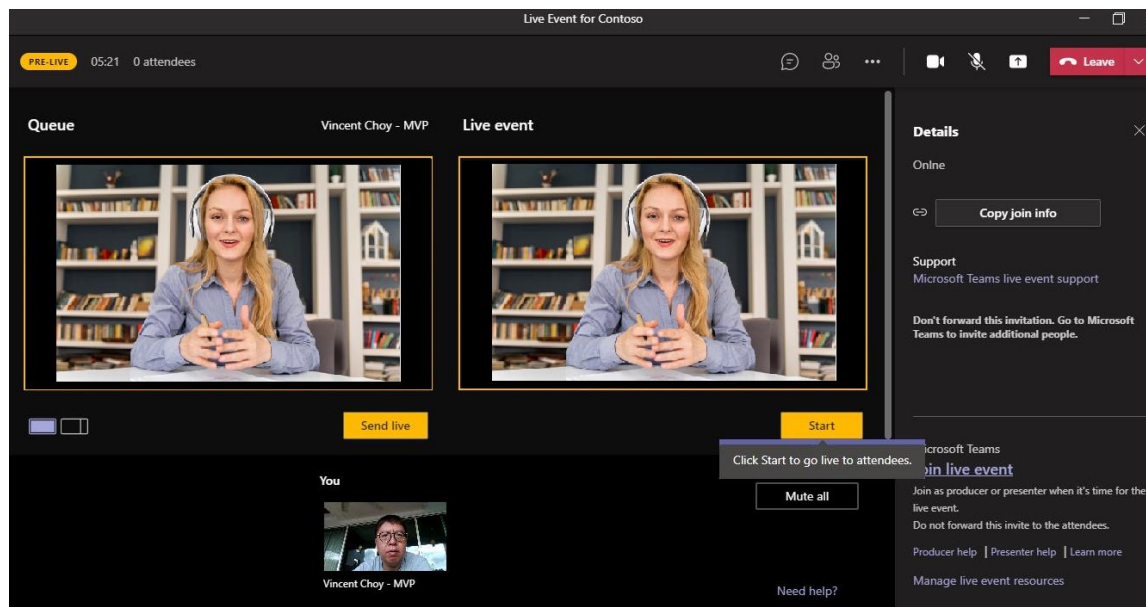 Live Event for Contoso
PRE-LIVE 05:21 0 attendees
Leave
Queue
Vincent Choy - MVP
Live event
Send live
Start
Click Start to go live to attendees.
You
Mute all
Vincent Choy - MVP
Need help?
Details
Onlne
Copy join info
Support
Microsoft Teams live event support
Don't forward this invitation. Go to Microsoft
Teams to invite additional people.
icrosoft Teams
oin live event
Join as producer or presenter when it's time for the
live event.
Do not forward this invite to the attendees.
Producer help | Presenter help | Learn more
Manage live event resources